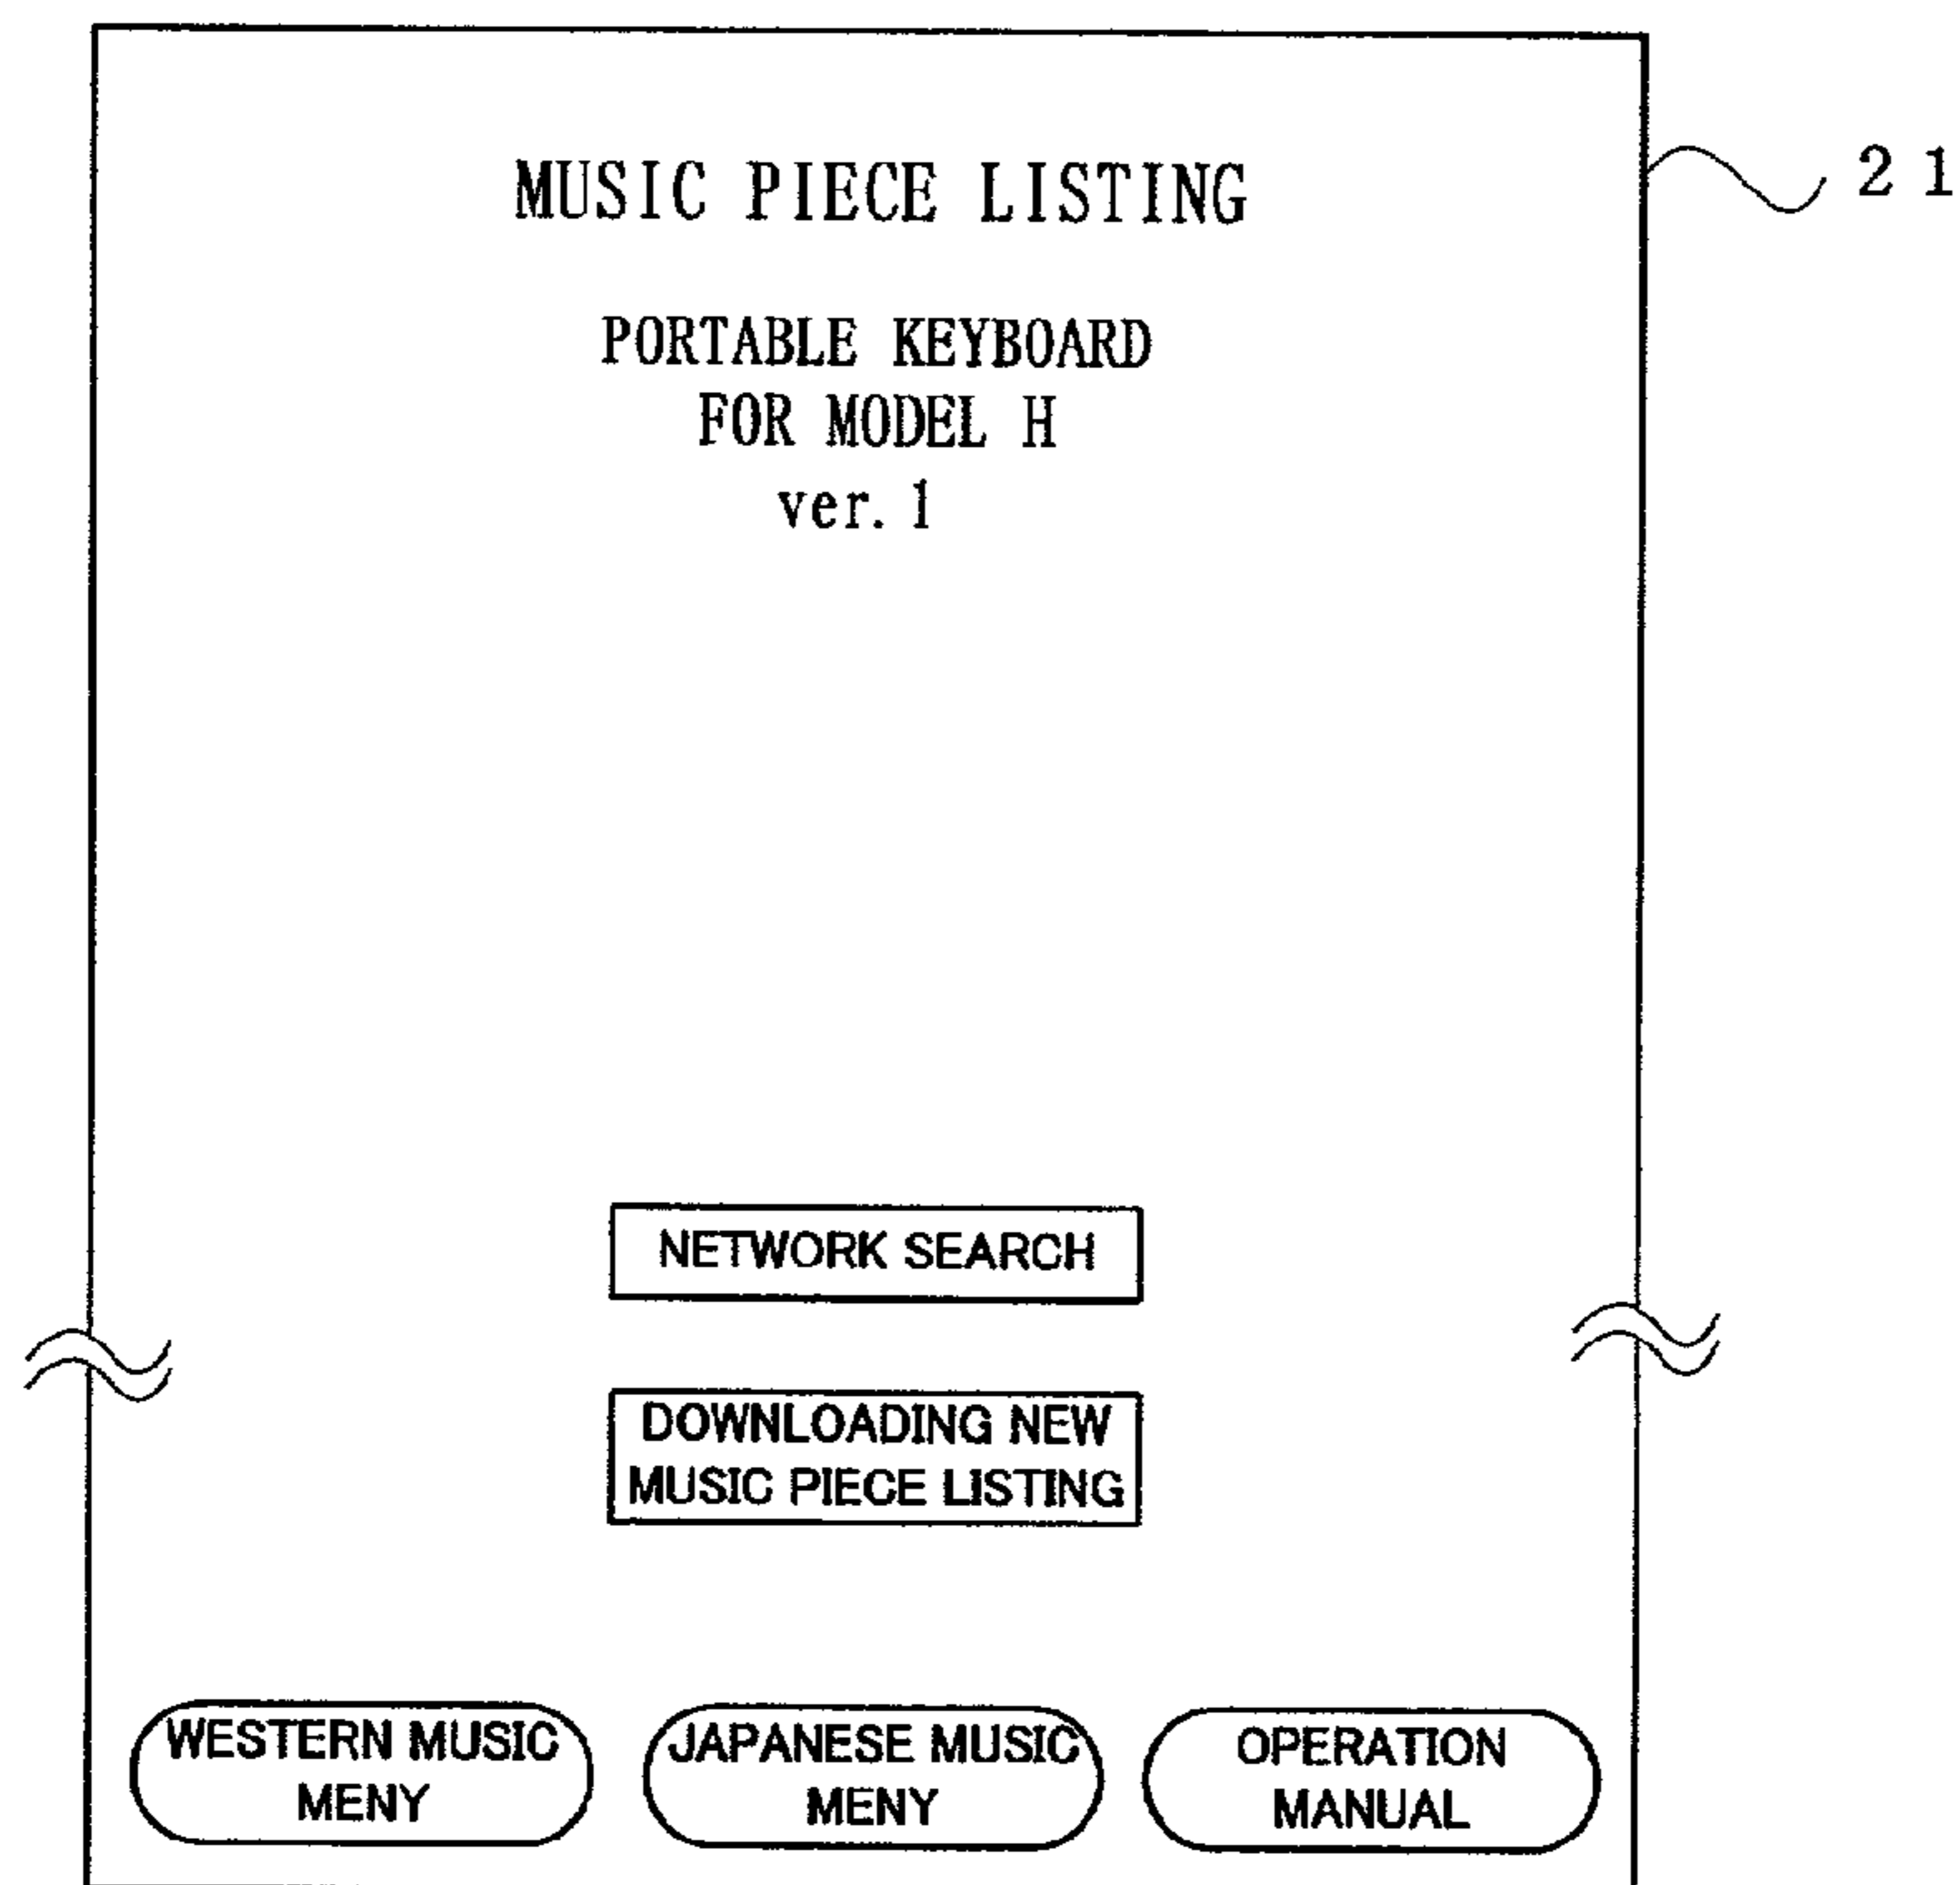 MUSIC PIECE LISTING
21
PORTABLE KEYBOARD
FOR MODEL H
ver. 1
NETWORK SEARCH
DOWNLOADING NEW
MUSIC PIECE LISTING
WESTERN MUSIC
MENY
JAPANESE MUSIC
MENY
OPERATION
MANUAL